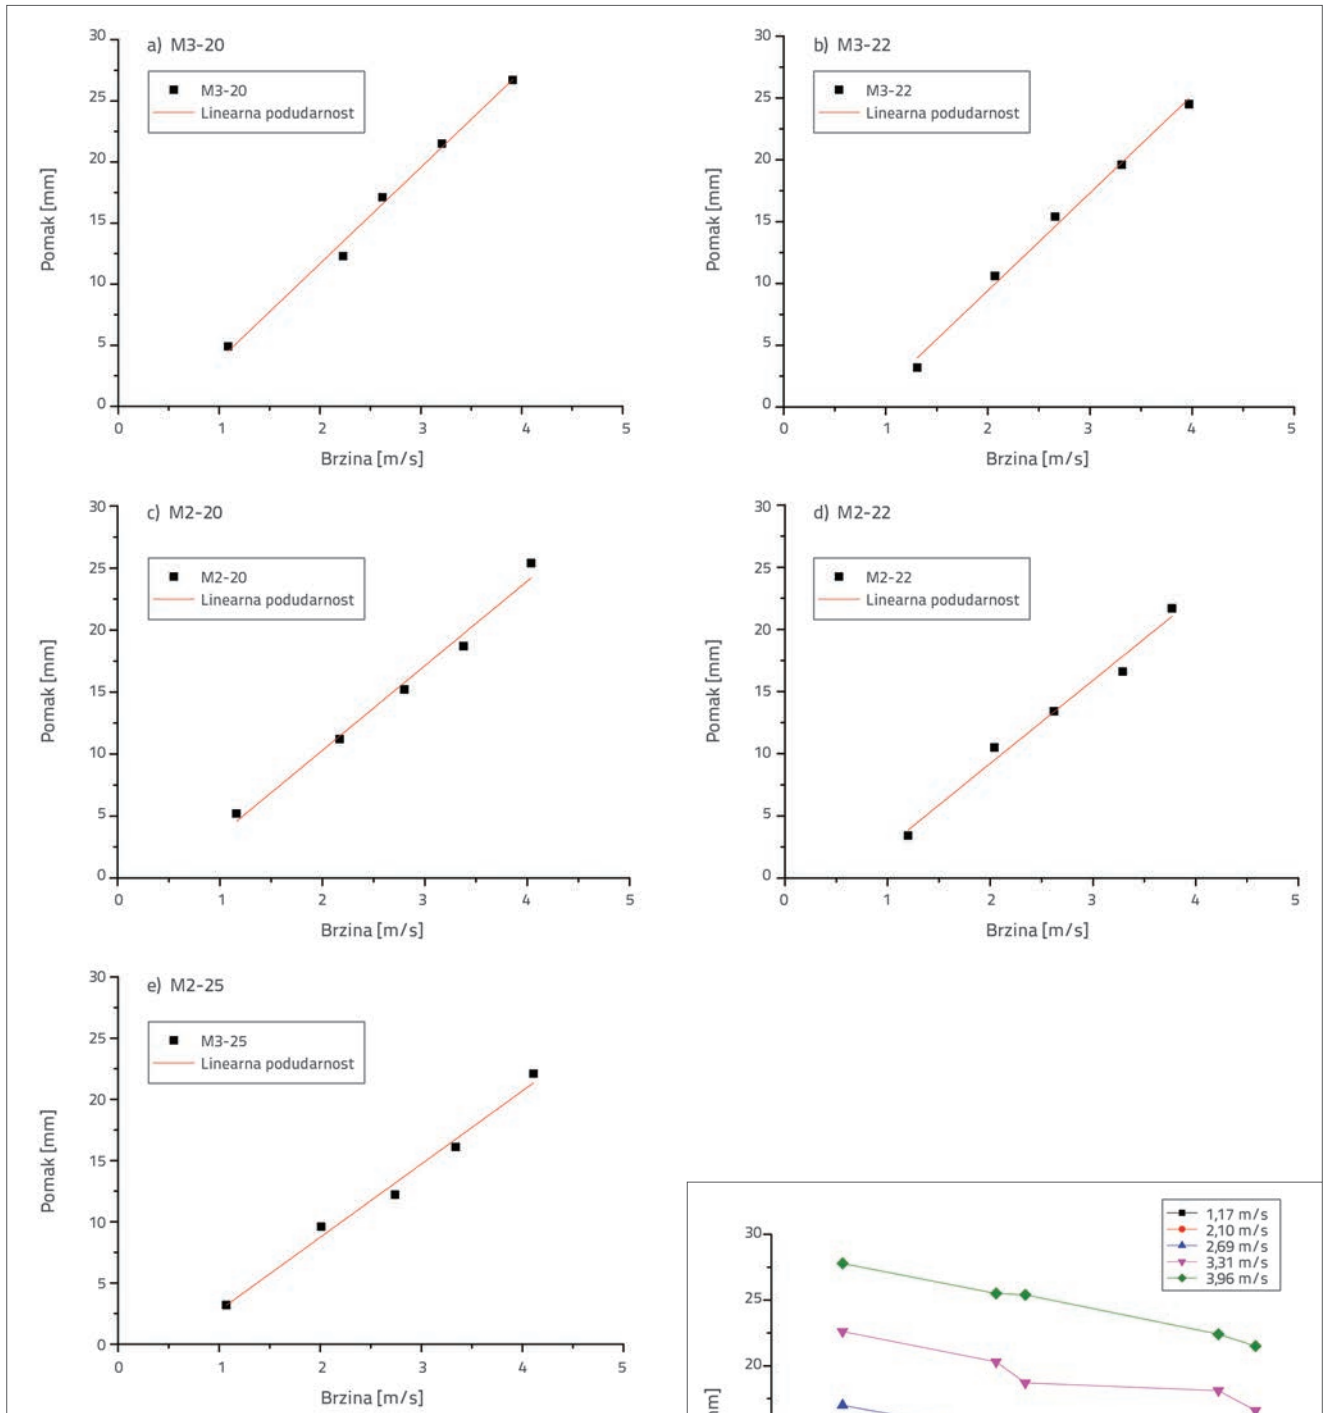 a) M3-20
M3-20
Linearna podudarnost
30
25
20
15
10
5
0
Pomak [mm]
0 1 2 3 4 5
Brzina [m/s]
b) M3-22
M3-22
Linearna podudarnost
30
25
20
15
10
5
0
Pomak [mm]
0 1 2 3 4 5
Brzina [m/s]
c) M2-20
M2-20
Linearna podudarnost
30
25
20
15
10
5
0
Pomak [mm]
0 1 2 3 4 5
Brzina [m/s]
d) M2-22
M2-22
Linearna podudarnost
30
25
20
15
10
5
0
Pomak [mm]
0 1 2 3 4 5
Brzina [m/s]
e) M2-25
M3-25
Linearna podudarnost
30
25
20
15
10
5
0
Pomak [mm]
0 1 2 3 4 5
Brzina [m/s]
1,17 m/s
2,10 m/s
2,69 m/s
3,31 m/s
3,96 m/s
30
25
20